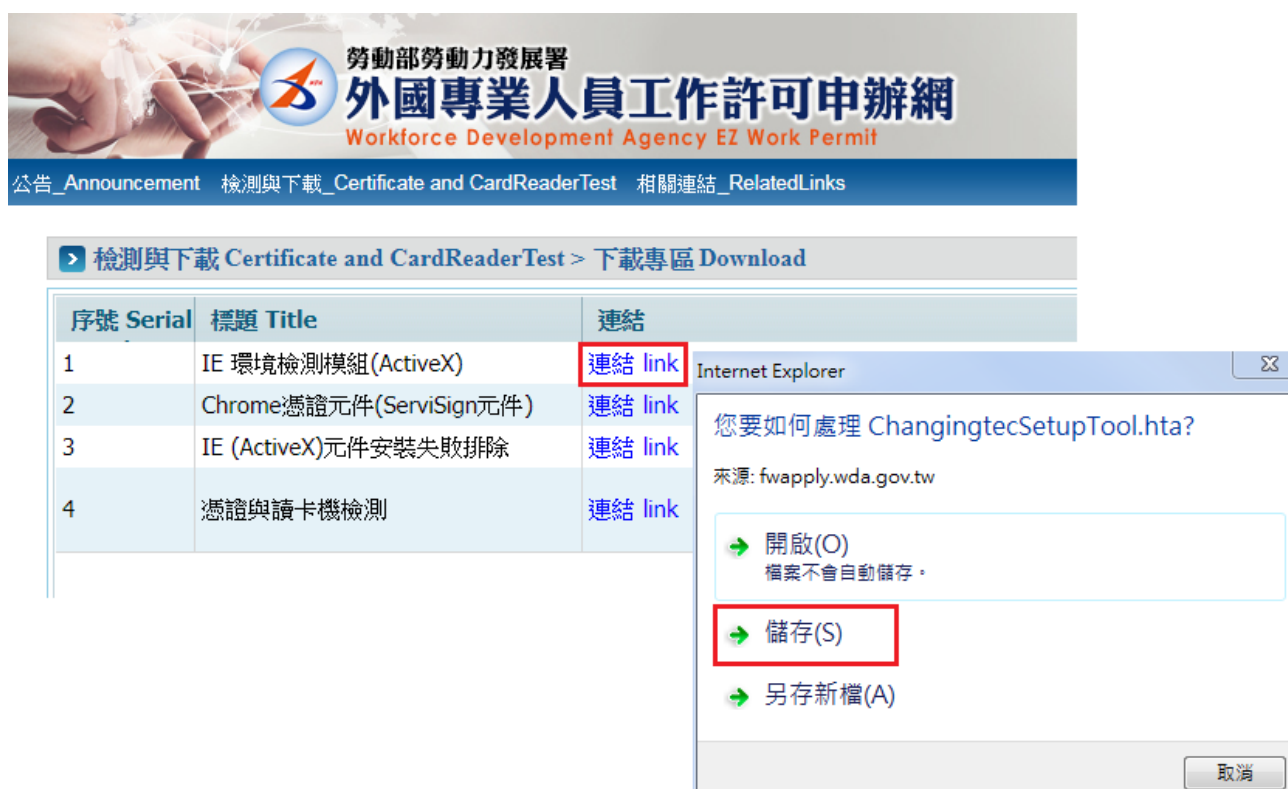 勞動部勞動力發展署
外國專業人員工作許可申辦網
Workforce Development Agency EZ Work Permit
公告_Announcement 檢測與下載_Certificate and CardReaderTest 相關連結_RelatedLinks
檢測與下載 Certificate and CardReaderTest > 下載專區 Download
序號 Serial 標題 Title 連結
1 IE 環境檢測模組(ActiveX) 連結 link
2 Chrome憑證元件(ServiSign元件) 連結 link
3 IE (ActiveX)元件安裝失敗排除 連結 link
4 憑證與讀卡機檢測 連結 link
Internet Explorer
您要如何處理 ChangingtecSetupTool.hta?
來源: fwapply.wda.gov.tw
開啟(O)
檔案不會自動儲存。
儲存(S)
另存新檔(A)
取消